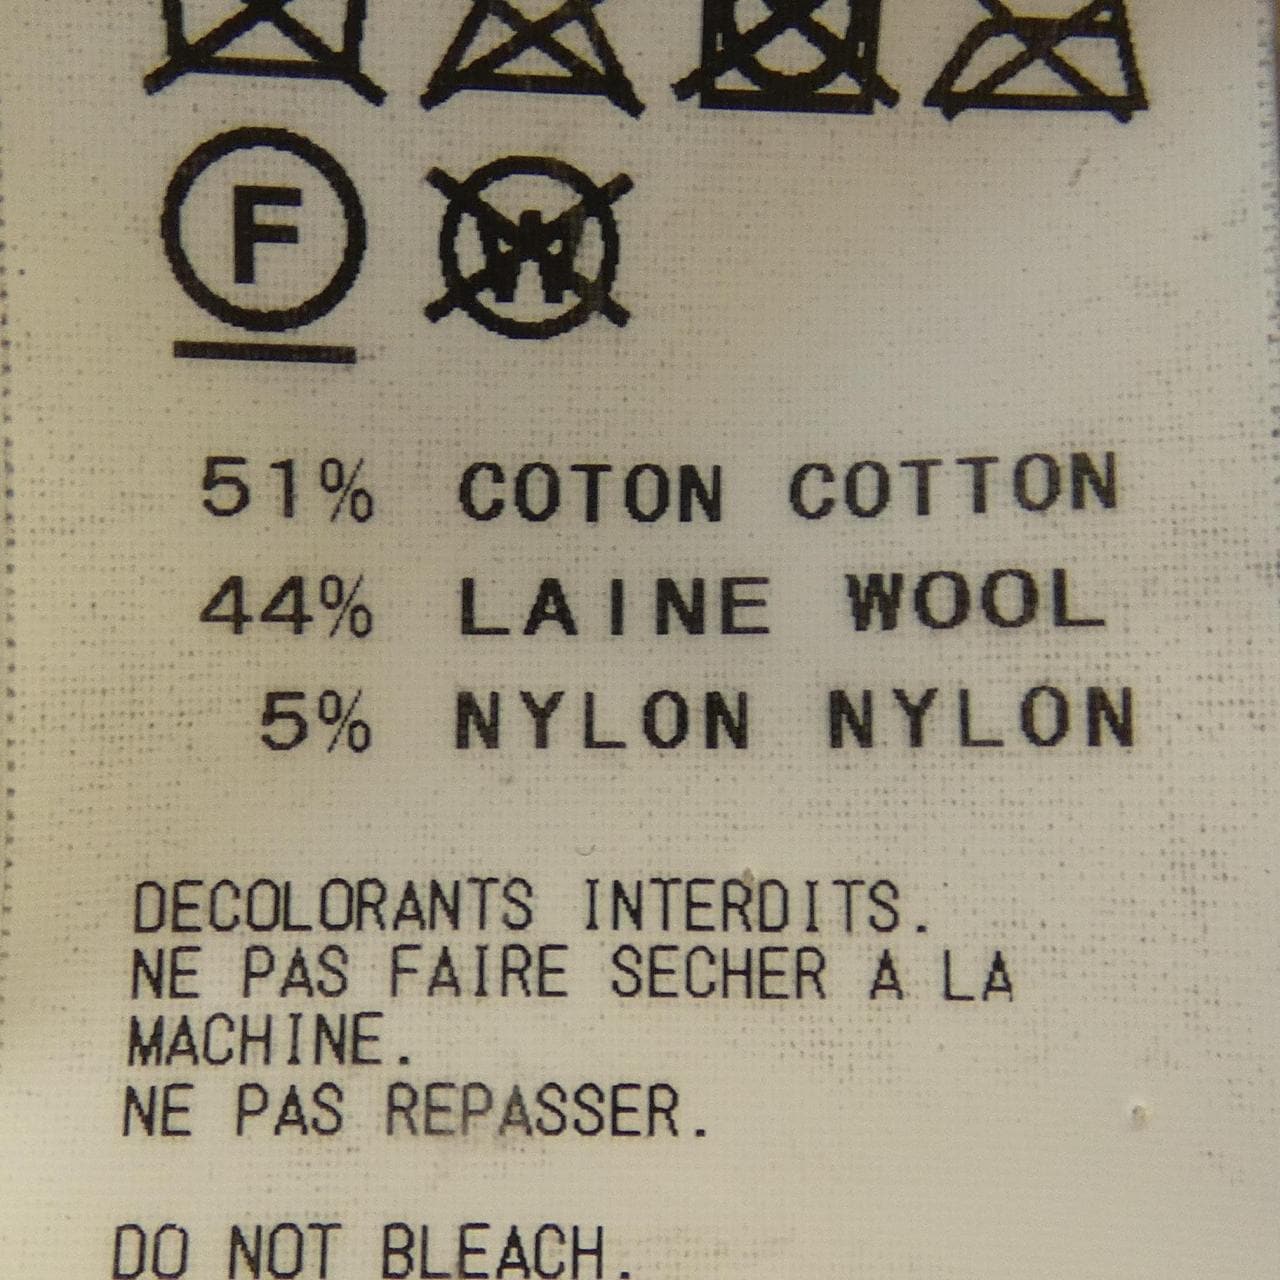 F
W
51% COTON COTTON
44% LAINE WOOL
5% NYLON NYLON
DECOLORANTS INTERDITS.
NE PAS FAIRE SECHER A LA
MACHINE.
NE PAS REPASSER.
DO NOT BLEACH.